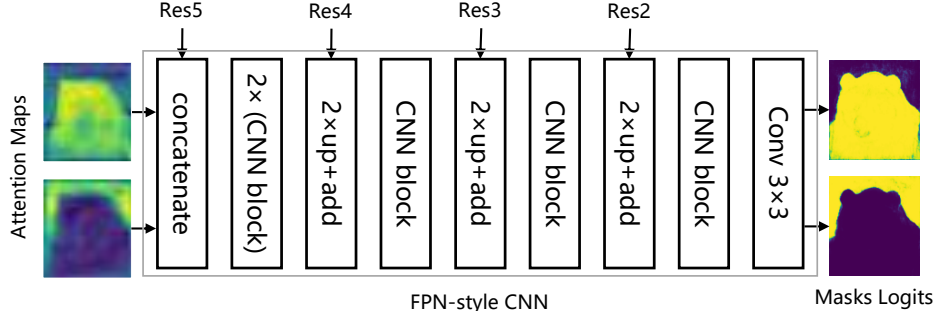 Res5
Res4
Res3
Res2
Attention Maps
concatenate
2× (CNN block)
2×up+add
CNN block
2×up+add
CNN block
2×up+add
CNN block
Conv 3×3
FPN-style CNN
Masks Logits